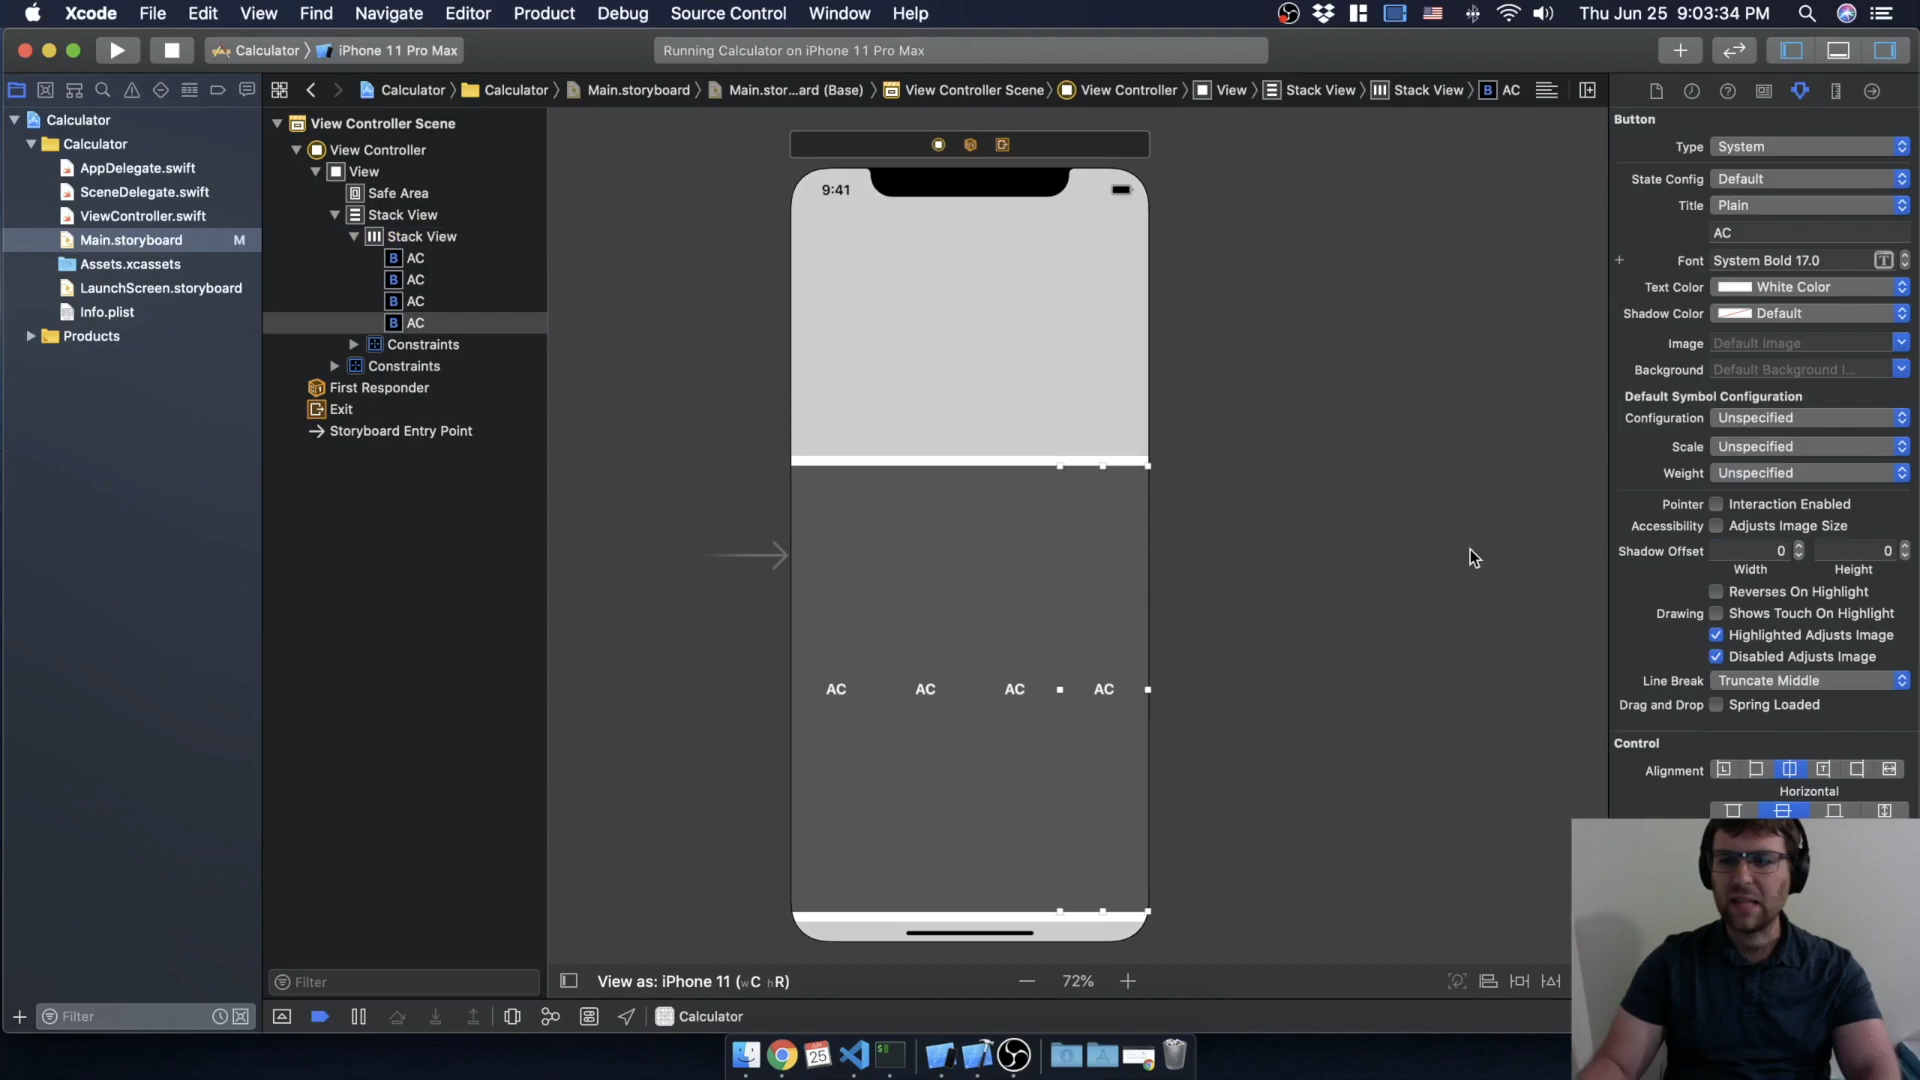 Xcode File Edit View Find Navigate Editor Product Debug Source Control Window Help
Thu Jun 25 9:03:34 PM
Calculator iPhone 11 Pro Max
Running Calculator on iPhone 11 Pro Max
Calculator Calculator Main.storyboard Main.stor...ard (Base) View Controller Scene View Controller View Stack View Stack View B AC
Calculator
Calculator
AppDelegate.swift
SceneDelegate.swift
ViewController.swift
Main.storyboard M
Assets.xcassets
LaunchScreen.storyboard
Info.plist
Products
Filter
View Controller Scene
View Controller
View
Safe Area
Stack View
Stack View
B AC
B AC
B AC
B AC
Constraints
Constraints
First Responder
Exit
Storyboard Entry Point
Filter
9:41
AC AC AC AC
View as: iPhone 11 (wC hR)
72%
Calculator
Button
Type System
State Config Default
Title Plain
AC
Font System Bold 17.0
Text Color White Color
Shadow Color Default
Image Default Image
Background Default Background I...
Default Symbol Configuration
Configuration Unspecified
Scale Unspecified
Weight Unspecified
Pointer Interaction Enabled
Accessibility Adjusts Image Size
Shadow Offset 0 0
Width Height
Reverses On Highlight
Drawing Shows Touch On Highlight
Highlighted Adjusts Image
Disabled Adjusts Image
Line Break Truncate Middle
Drag and Drop Spring Loaded
Control
Alignment
Horizontal
JUN
25